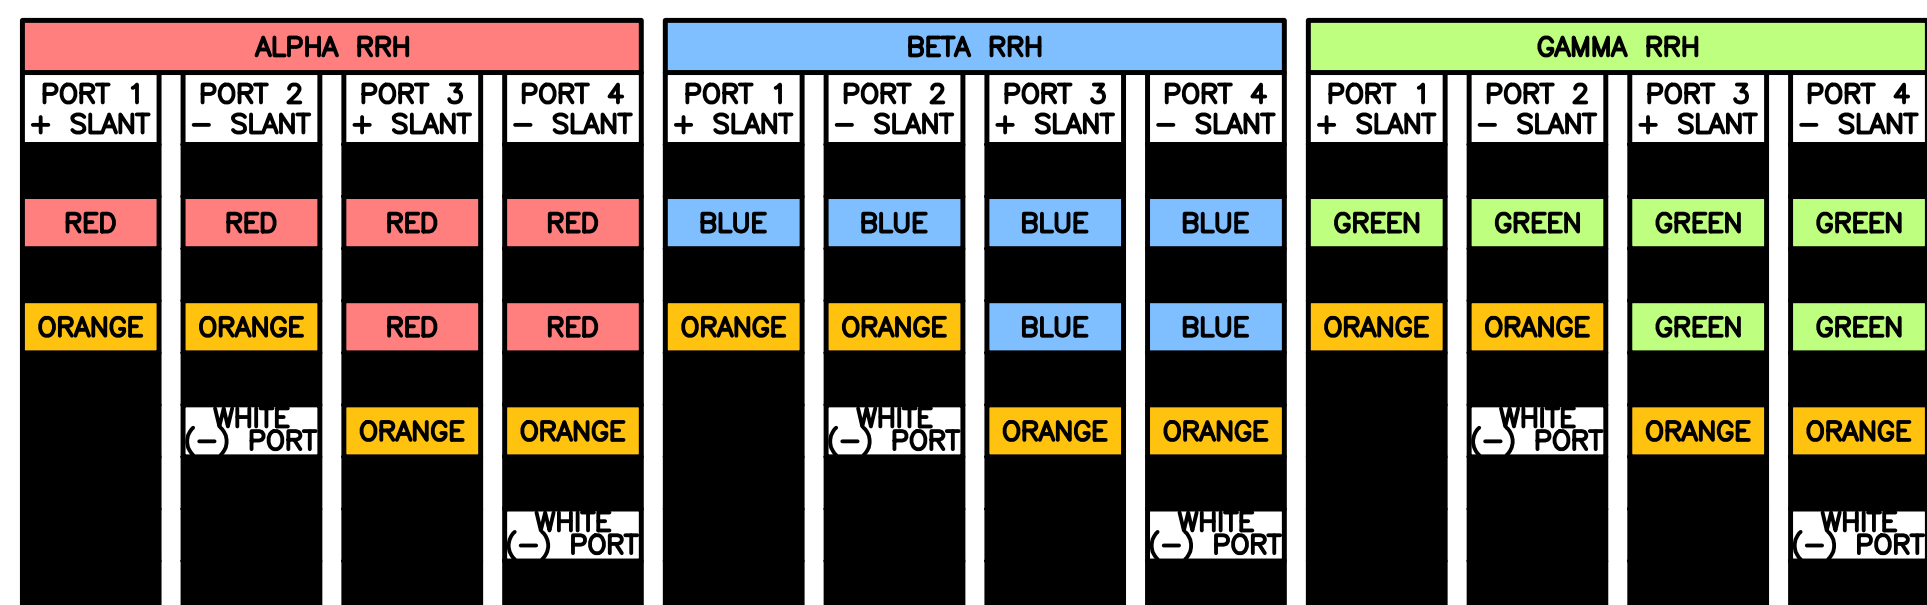 ALPHA RRH BETA RRH GAMMA RRH
PORT 1 PORT 2 PORT 3 PORT 4 PORT 1 PORT 2 PORT 3 PORT 4 PORT 1 PORT 2 PORT 3 PORT 4
+ SLANT - SLANT + SLANT - SLANT + SLANT - SLANT + SLANT - SLANT + SLANT - SLANT + SLANT - SLANT
RED RED RED RED BLUE BLUE BLUE BLUE GREEN GREEN GREEN GREEN
ORANGE ORANGE RED RED ORANGE ORANGE BLUE BLUE ORANGE ORANGE GREEN GREEN
WHITE WHITE WHITE
(-) PORT ORANGE ORANGE (-) PORT ORANGE ORANGE (-) PORT ORANGE ORANGE
WHITE WHITE WHITE
(-) PORT (-) PORT (-) PORT